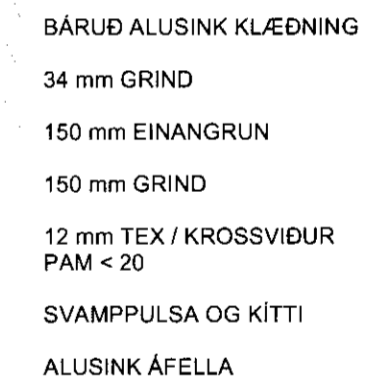 BÁRUÐ ALUSINK KLÆÐNING
34 mm GRIND
150 mm EINANGRUN
150 mm GRIND
12 mm TEX / KROSSVIÐUR
PAM < 20
SVAMPPULSA OG KÍTTI
ALUSINK ÁFELLA